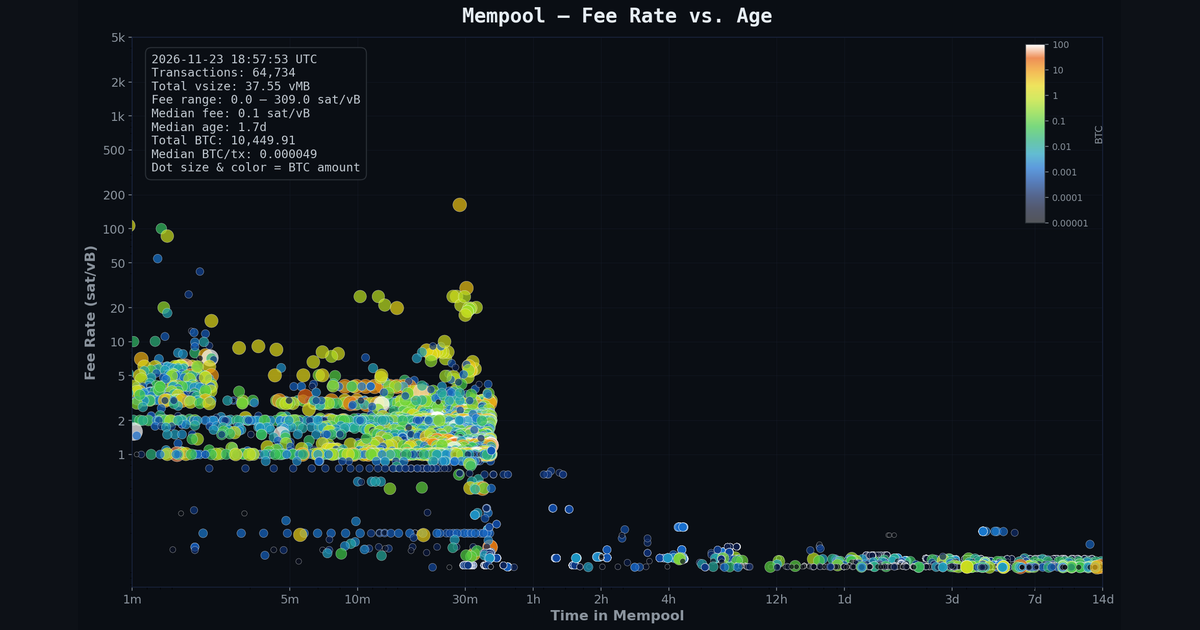 Mempool — Fee Rate vs. Age
2026-11-23 18:57:53 UTC
Transactions: 64,734
Total vsize: 37.55 vMB
Fee range: 0.0 — 309.0 sat/vB
Median fee: 0.1 sat/vB
Median age: 1.7d
Total BTC: 10,449.91
Median BTC/tx: 0.000049
Dot size & color = BTC amount
5k
2k
1k
500
200
100
50
20
10
5
2
1
Fee Rate (sat/vB)
100
10
1
0.1
0.01
0.001
0.0001
0.00001
BTC
1m
5m
10m
30m
1h
2h
4h
12h
1d
3d
7d
14d
Time in Mempool